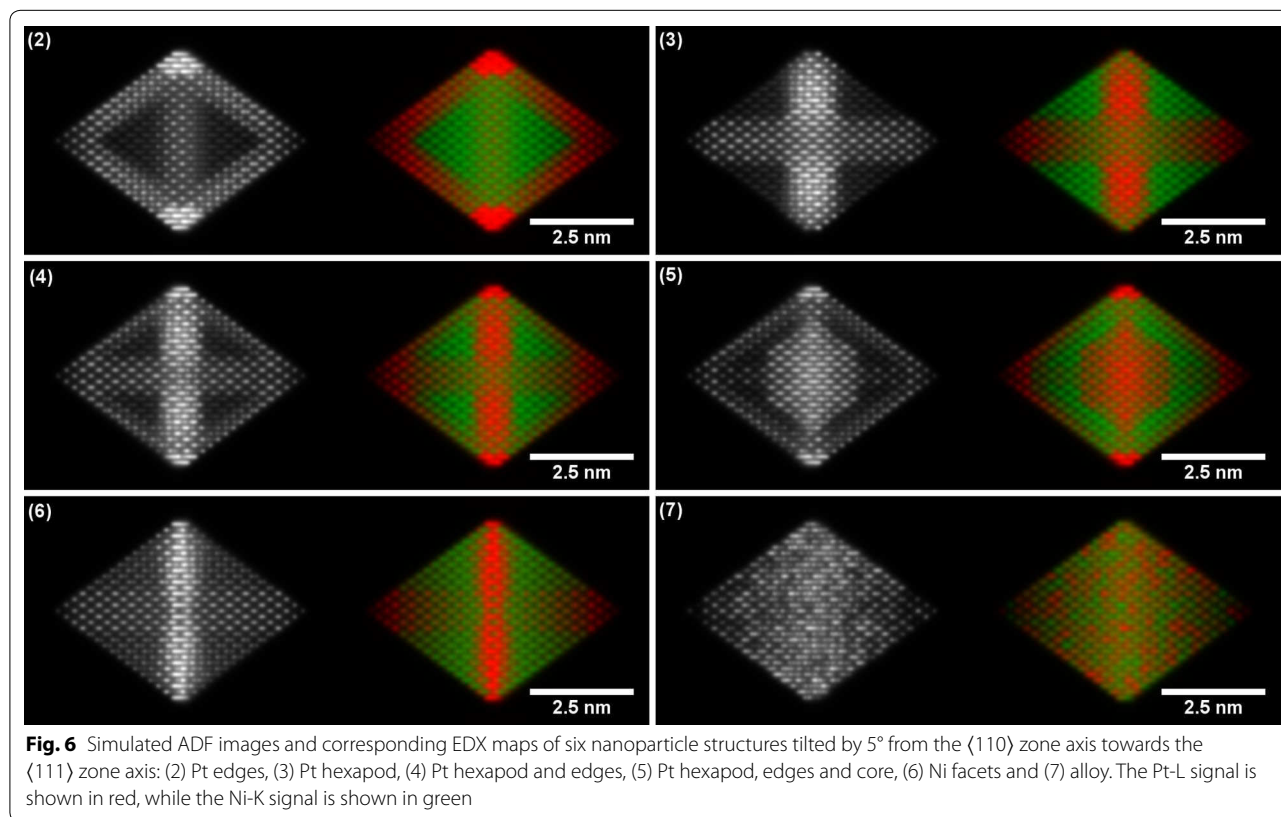 (2)
2.5 nm
(3)
2.5 nm
(4)
2.5 nm
(5)
2.5 nm
(6)
2.5 nm
(7)
2.5 nm
Fig. 6 Simulated ADF images and corresponding EDX maps of six nanoparticle structures tilted by 5° from the ⟨110⟩ zone axis towards the
⟨111⟩ zone axis: (2) Pt edges, (3) Pt hexapod, (4) Pt hexapod and edges, (5) Pt hexapod, edges and core, (6) Ni facets and (7) alloy. The Pt-L signal is
shown in red, while the Ni-K signal is shown in green